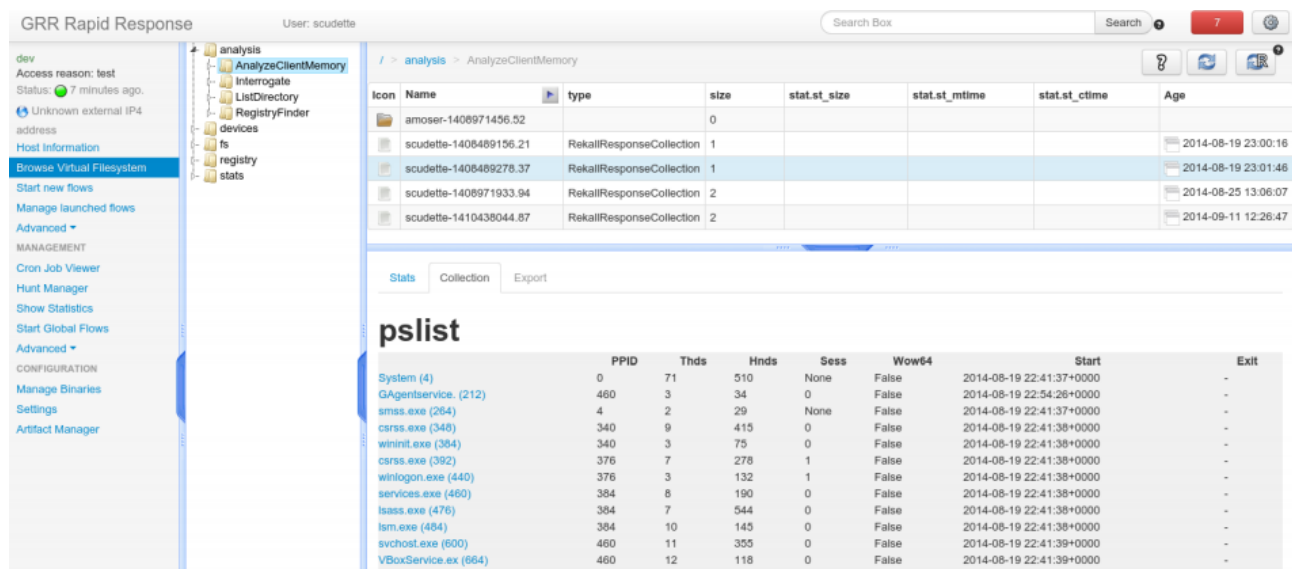 GRR Rapid Response
User: scudette
Search Box
Search
7
dev
Access reason: test
Status: 7 minutes ago.
Unknown external IP4
address
Host Information
Browse Virtual Filesystem
Start new flows
Manage launched flows
Advanced
MANAGEMENT
Cron Job Viewer
Hunt Manager
Show Statistics
Start Global Flows
Advanced
CONFIGURATION
Manage Binaries
Settings
Artifact Manager
analysis
AnalyzeClientMemory
Interrogate
ListDirectory
RegistryFinder
devices
fs
registry
stats
/ > analysis > AnalyzeClientMemory
Icon Name type size stat.st_size stat.st_mtime stat.st_ctime Age
amoser-1408971456.52 0
scudette-1408489156.21 RekallResponseCollection 1 2014-08-19 23:00:16
scudette-1408489278.37 RekallResponseCollection 1 2014-08-19 23:01:46
scudette-1408971933.94 RekallResponseCollection 2 2014-08-25 13:06:07
scudette-1410438044.87 RekallResponseCollection 2 2014-09-11 12:26:47
Stats Collection Export
pslist
PPID Thds Hnds Sess Wow64 Start Exit
System (4) 0 71 510 None False 2014-08-19 22:41:37+0000 -
GAgentservice. (212) 460 3 34 0 False 2014-08-19 22:54:26+0000 -
smss.exe (264) 4 2 29 None False 2014-08-19 22:41:37+0000 -
csrss.exe (348) 340 9 415 0 False 2014-08-19 22:41:38+0000 -
wininit.exe (384) 340 3 75 0 False 2014-08-19 22:41:38+0000 -
csrss.exe (392) 376 7 278 1 False 2014-08-19 22:41:38+0000 -
winlogon.exe (440) 376 3 132 1 False 2014-08-19 22:41:38+0000 -
services.exe (460) 384 8 190 0 False 2014-08-19 22:41:38+0000 -
lsass.exe (476) 384 7 544 0 False 2014-08-19 22:41:38+0000 -
lsm.exe (484) 384 10 145 0 False 2014-08-19 22:41:38+0000 -
svchost.exe (600) 460 11 355 0 False 2014-08-19 22:41:39+0000 -
VBoxService.ex (664) 460 12 118 0 False 2014-08-19 22:41:39+0000 -